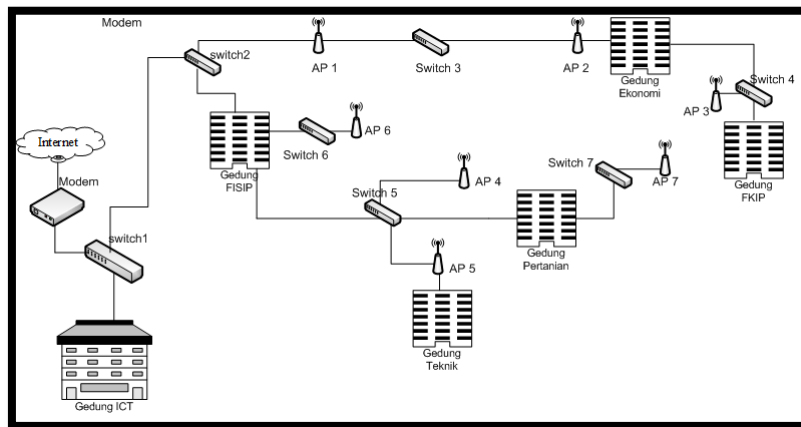 Modem
switch2
AP 1
Switch 3
AP 2
Gedung
Ekonomi
Switch 4
AP 3
Gedung
FKIP
Internet
Modem
switch1
Gedung ICT
Gedung
FISIP
Switch 6
AP 6
Switch 5
AP 4
AP 5
Gedung
Teknik
Gedung
Pertanian
Switch 7
AP 7